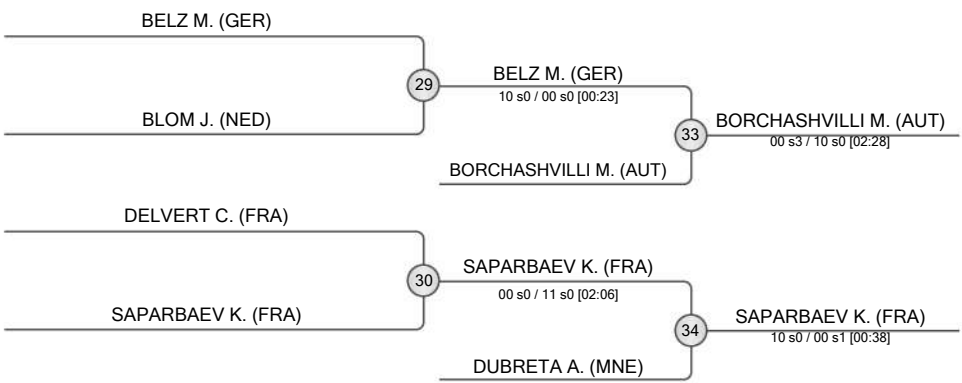 BELZ M. (GER)
29
BELZ M. (GER)
10 s0 / 00 s0 [00:23]
BLOM J. (NED)
33
BORCHASHVILLI M. (AUT)
00 s3 / 10 s0 [02:28]
BORCHASHVILLI M. (AUT)
DELVERT C. (FRA)
30
SAPARBAEV K. (FRA)
00 s0 / 11 s0 [02:06]
SAPARBAEV K. (FRA)
34
SAPARBAEV K. (FRA)
10 s0 / 00 s1 [00:38]
DUBRETA A. (MNE)